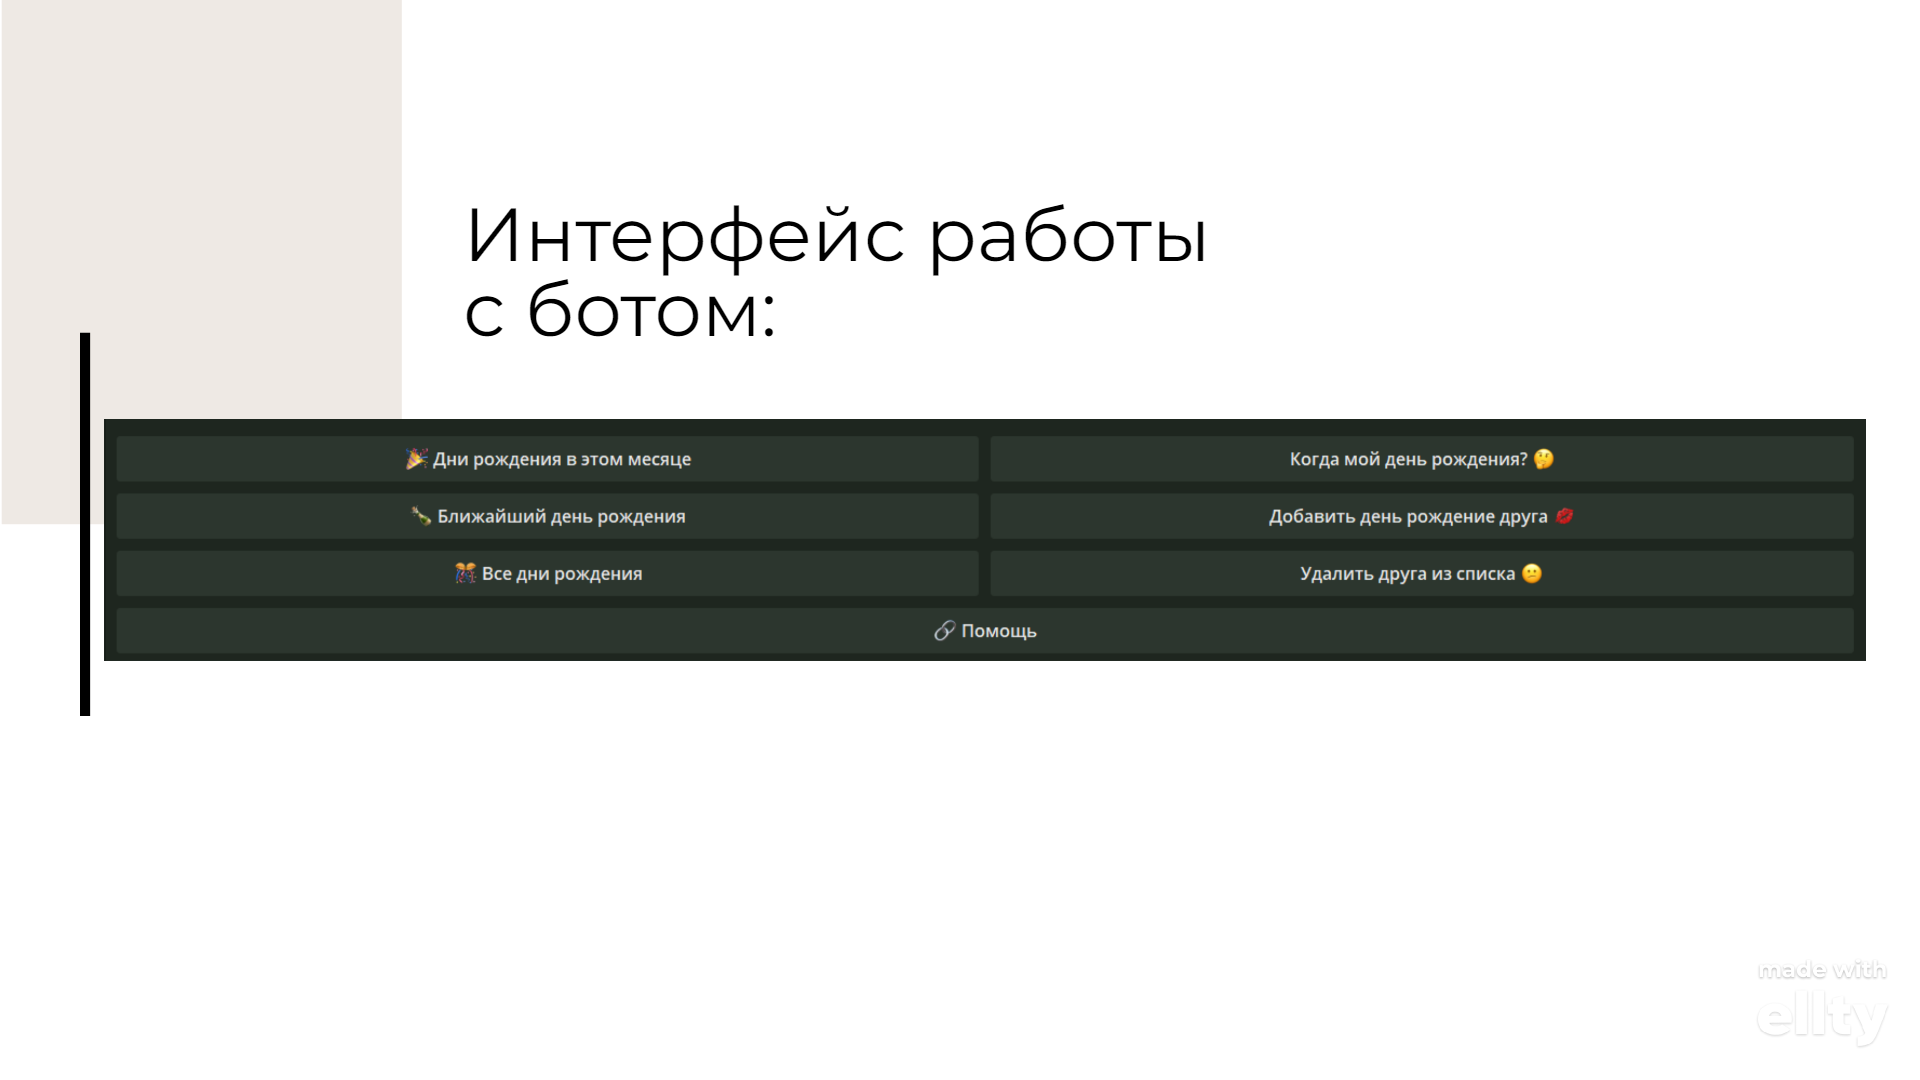 Интерфейс работы
с ботом:
🎉 Дни рождения в этом месяце
Когда мой день рождения? 🤔
🍾 Ближайший день рождения
Добавить день рождение друга 💋
🎊 Все дни рождения
Удалить друга из списка 😕
🔗 Помощь
made with
ellty